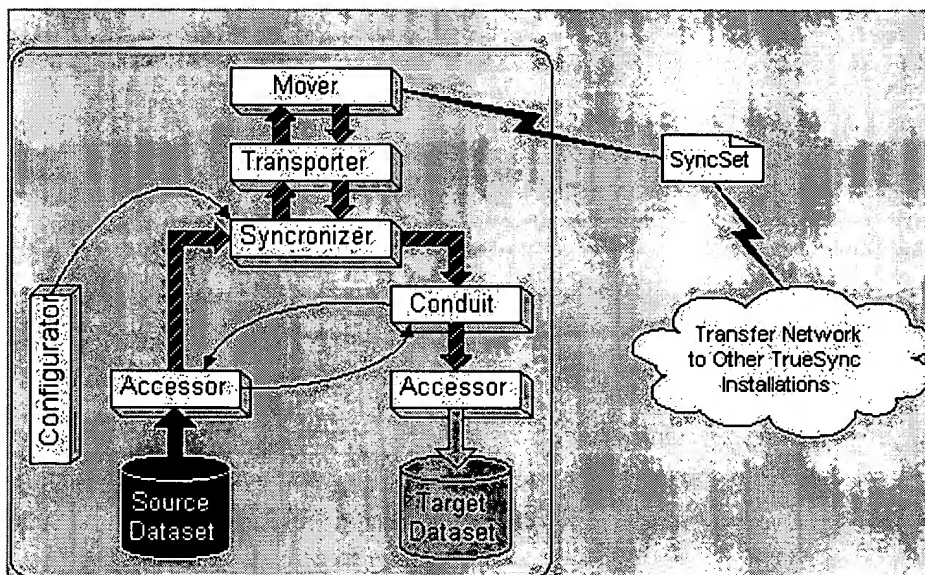 Mover
Transporter
SyncSet
Syncronizer
Configurator
Conduit
Transfer Network
to Other TrueSync
Installations
Accessor
Accessor
Source
Dataset
Target
Dataset